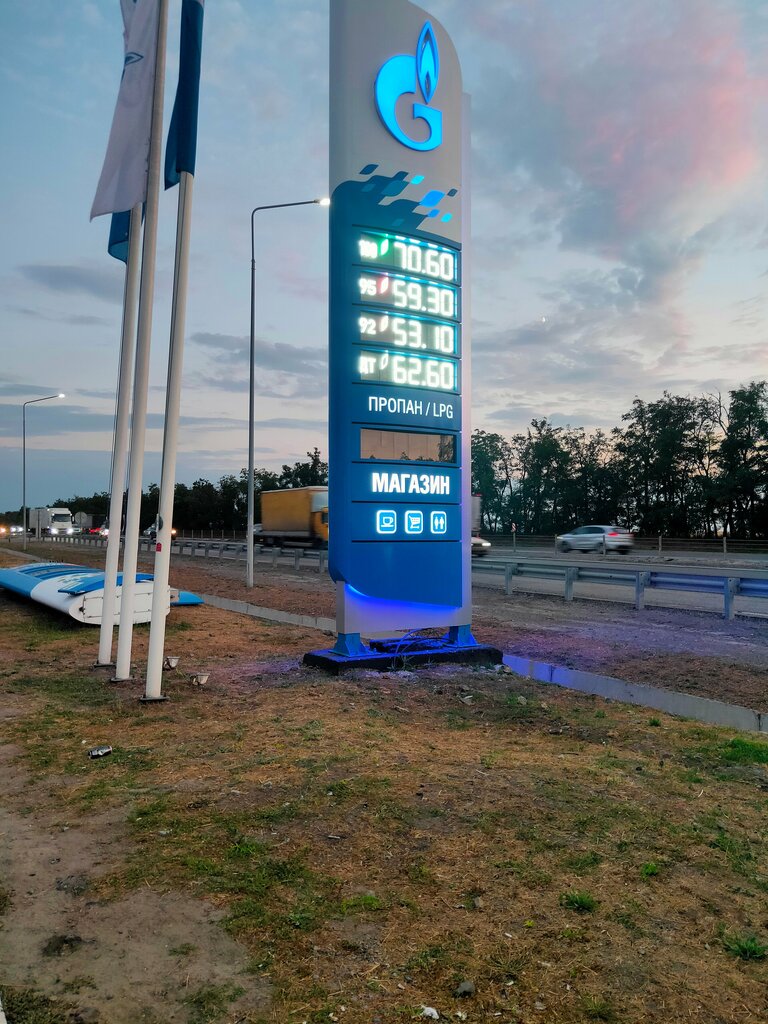 100 70.60
95 59.30
92 53.10
ДТ 62.60
ПРОПАН / LPG
МАГАЗИН